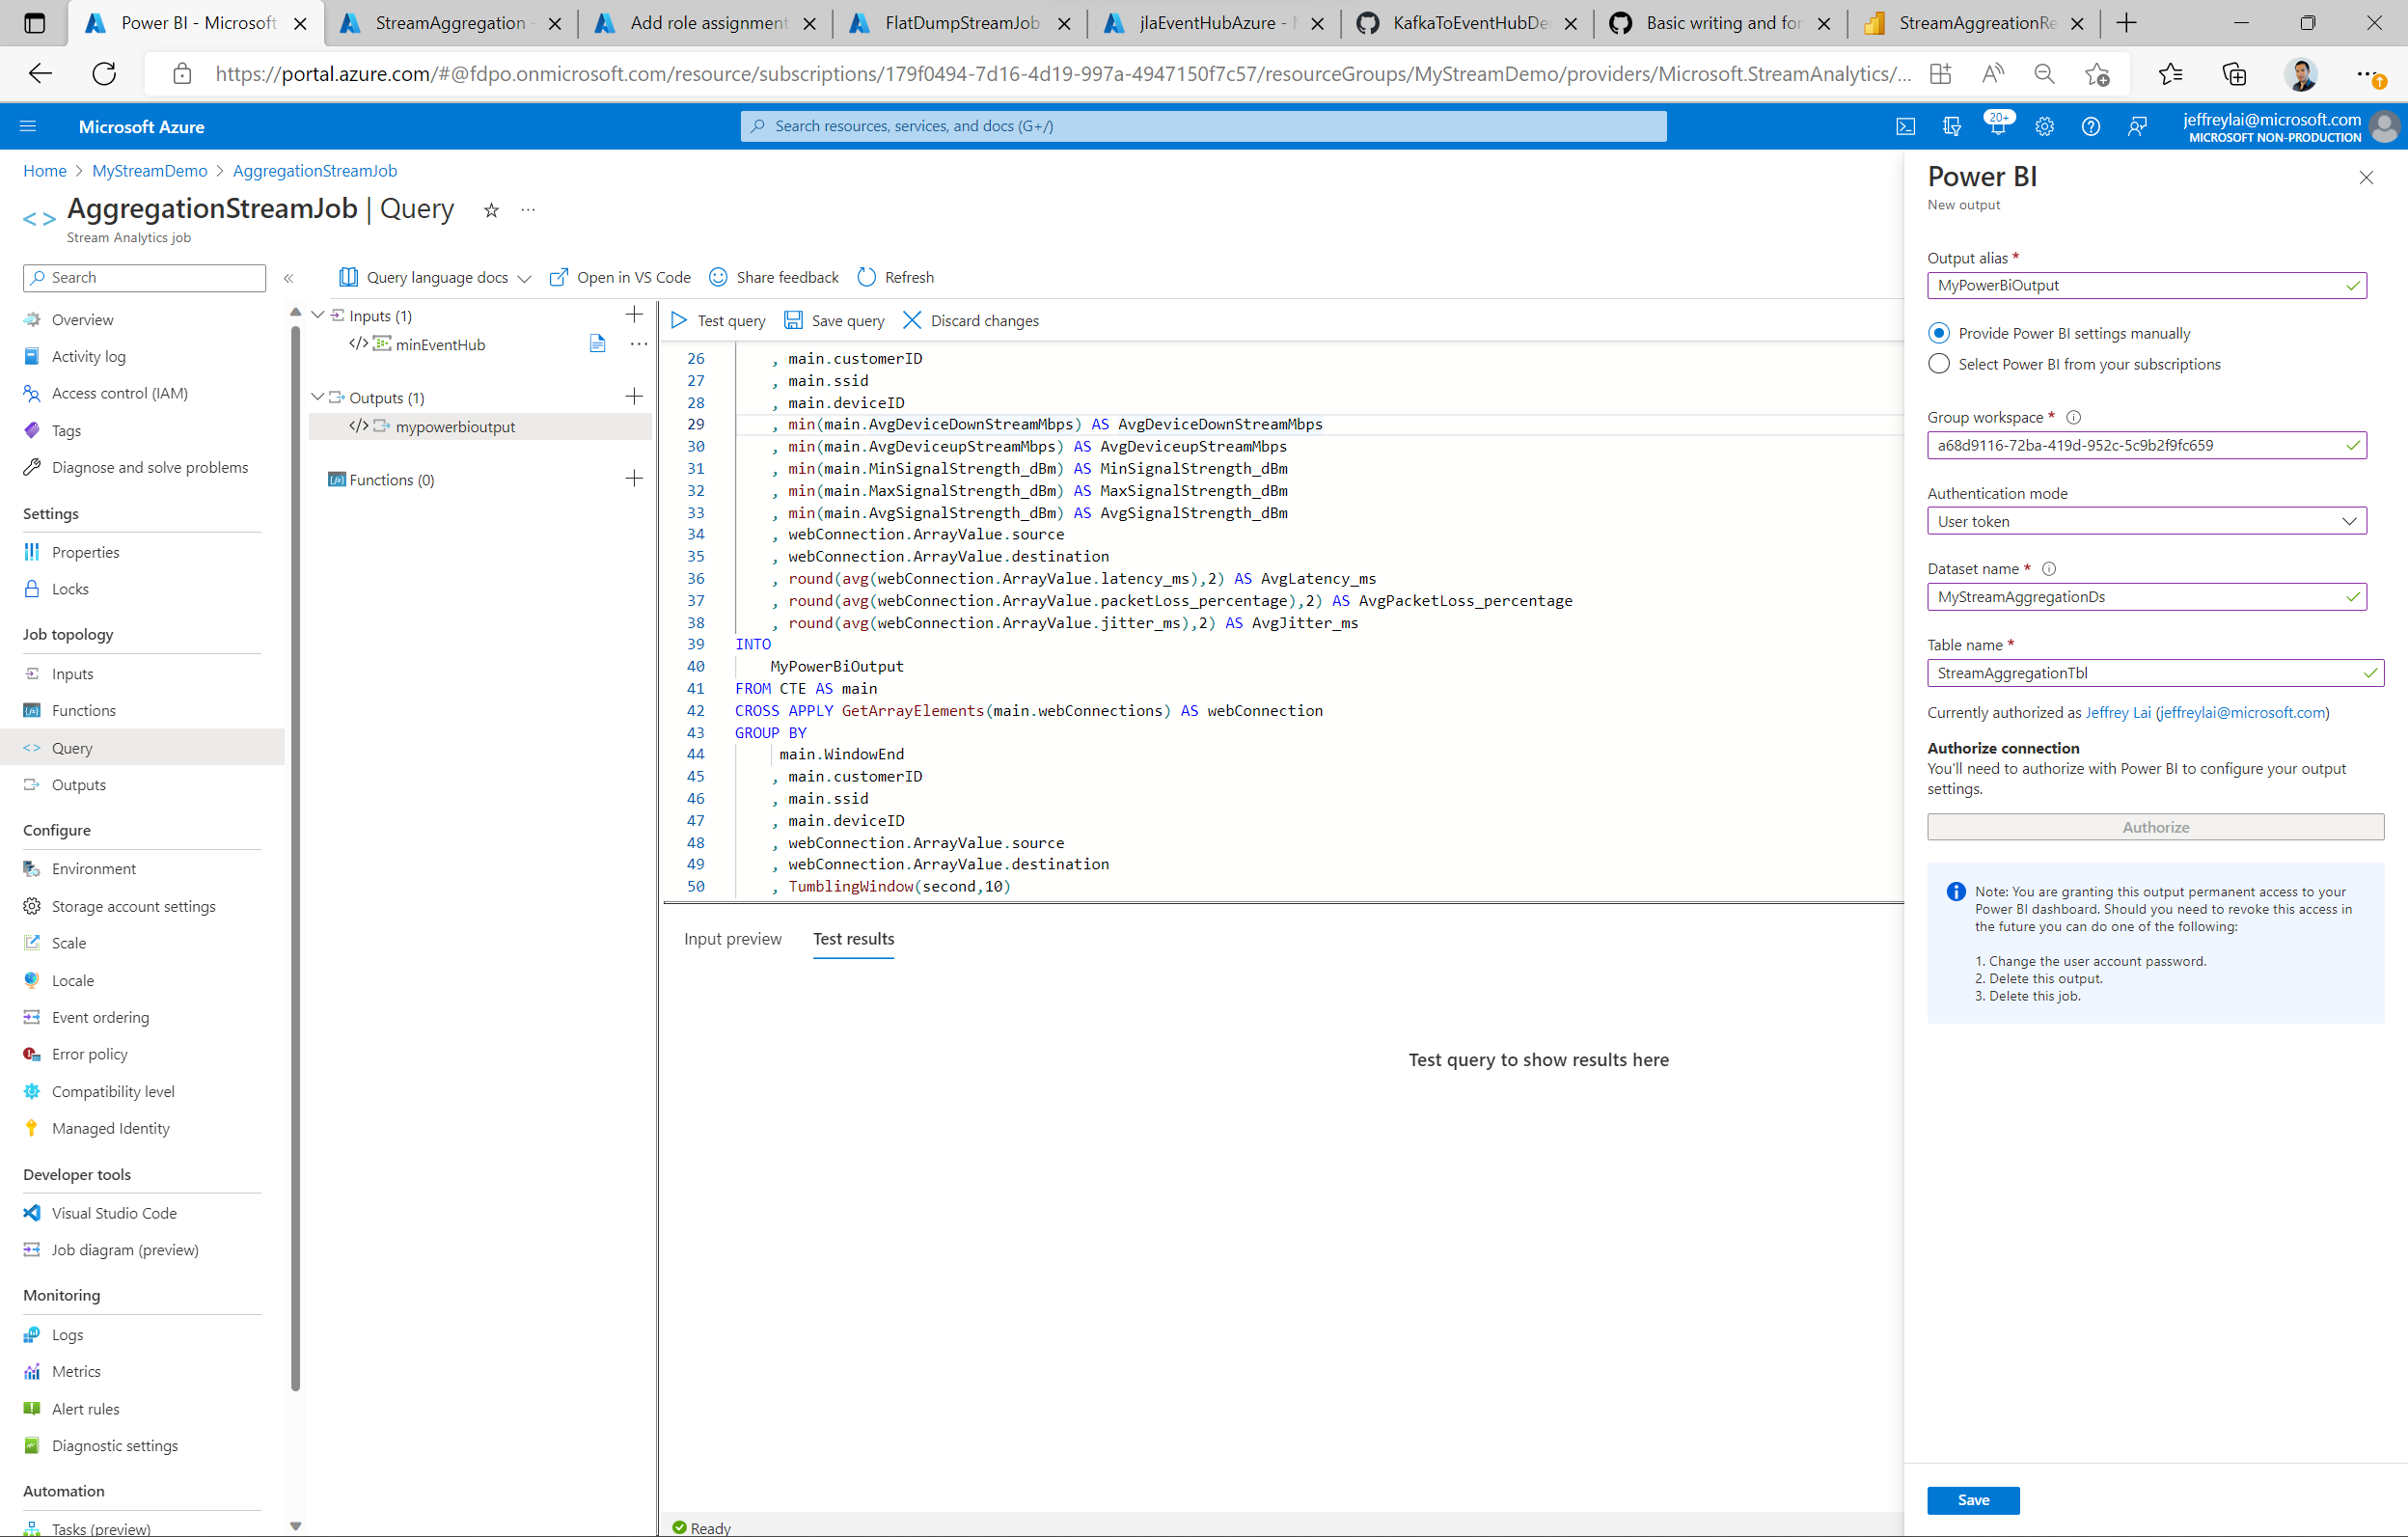 Power BI - Microsoft
StreamAggregation
Add role assignment
FlatDumpStreamJob
jlaEventHubAzure -
KafkaToEventHubDe
Basic writing and for
StreamAggreationRe
https://portal.azure.com/#@fdpo.onmicrosoft.com/resource/subscriptions/179f0494-7d16-4d19-997a-4947150f7c57/resourceGroups/MyStreamDemo/providers/Microsoft.StreamAnalytics/...
Microsoft Azure
Search resources, services, and docs (G+/)
20+
jeffreylai@microsoft.com
MICROSOFT NON-PRODUCTION
Home > MyStreamDemo > AggregationStreamJob
AggregationStreamJob | Query
Stream Analytics job
Search
Overview
Activity log
Access control (IAM)
Tags
Diagnose and solve problems
Settings
Properties
Locks
Job topology
Inputs
Functions
Query
Outputs
Configure
Environment
Storage account settings
Scale
Locale
Event ordering
Error policy
Compatibility level
Managed Identity
Developer tools
Visual Studio Code
Job diagram (preview)
Monitoring
Logs
Metrics
Alert rules
Diagnostic settings
Automation
Tasks (preview)
Query language docs
Open in VS Code
Share feedback
Refresh
Inputs (1)
minEventHub
Outputs (1)
mypowerbioutput
Functions (0)
Test query
Save query
Discard changes
26 , main.customerID
27 , main.ssid
28 , main.deviceID
29 , min(main.AvgDeviceDownStreamMbps) AS AvgDeviceDownStreamMbps
30 , min(main.AvgDeviceupStreamMbps) AS AvgDeviceupStreamMbps
31 , min(main.MinSignalStrength_dBm) AS MinSignalStrength_dBm
32 , min(main.MaxSignalStrength_dBm) AS MaxSignalStrength_dBm
33 , min(main.AvgSignalStrength_dBm) AS AvgSignalStrength_dBm
34 , webConnection.ArrayValue.source
35 , webConnection.ArrayValue.destination
36 , round(avg(webConnection.ArrayValue.latency_ms),2) AS AvgLatency_ms
37 , round(avg(webConnection.ArrayValue.packetLoss_percentage),2) AS AvgPacketLoss_percentage
38 , round(avg(webConnection.ArrayValue.jitter_ms),2) AS AvgJitter_ms
39 INTO
40 MyPowerBiOutput
41 FROM CTE AS main
42 CROSS APPLY GetArrayElements(main.webConnections) AS webConnection
43 GROUP BY
44 main.WindowEnd
45 , main.customerID
46 , main.ssid
47 , main.deviceID
48 , webConnection.ArrayValue.source
49 , webConnection.ArrayValue.destination
50 , TumblingWindow(second,10)
Input preview
Test results
Test query to show results here
Ready
Power BI
New output
Output alias *
MyPowerBiOutput
Provide Power BI settings manually
Select Power BI from your subscriptions
Group workspace *
a68d9116-72ba-419d-952c-5c9b2f9fc659
Authentication mode
User token
Dataset name *
MyStreamAggregationDs
Table name *
StreamAggregationTbl
Currently authorized as Jeffrey Lai (jeffreylai@microsoft.com)
Authorize connection
You'll need to authorize with Power BI to configure your output
settings.
Authorize
Note: You are granting this output permanent access to your
Power BI dashboard. Should you need to revoke this access in
the future you can do one of the following:
1. Change the user account password.
2. Delete this output.
3. Delete this job.
Save